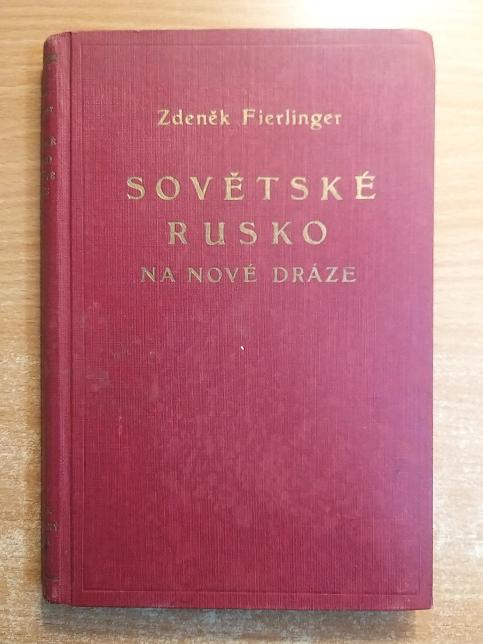 Zdeněk Fierlinger
SOVĚTSKÉ
RUSKO
NA NOVÉ DRÁZE